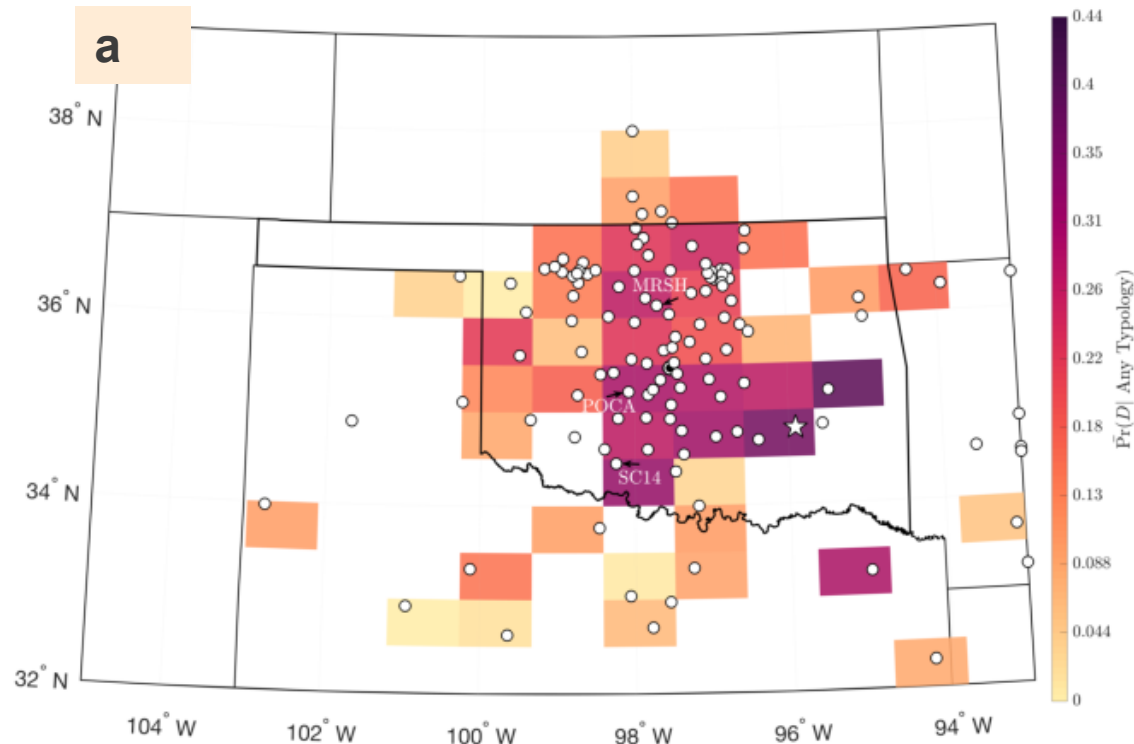 a
38° N
36° N
34° N
32° N
104° W
102° W
100° W
98° W
96° W
94° W
MRSH
POCA
SC14
0.44
0.4
0.35
0.31
0.26
0.22
0.18
0.13
0.088
0.044
0
P̄r(D| Any Typology)